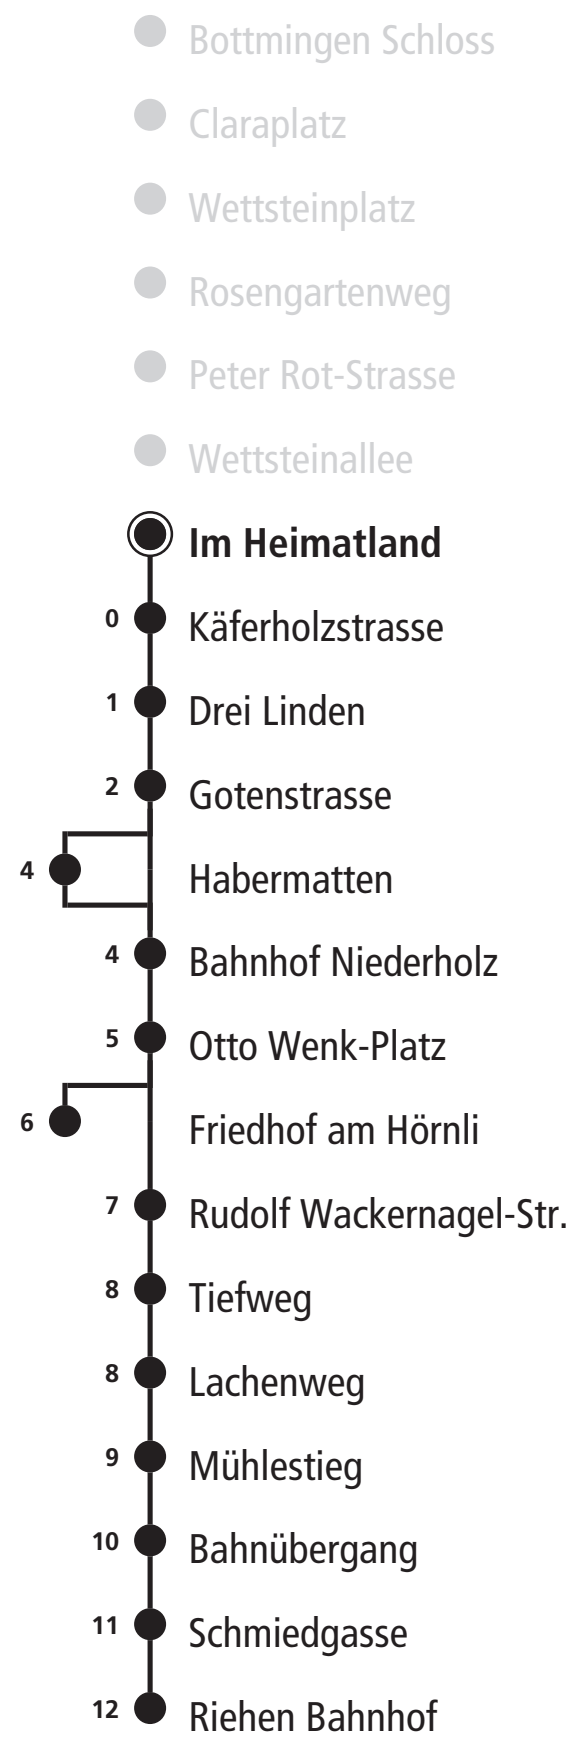 Bottmingen Schloss
Claraplatz
Wettsteinplatz
Rosengartenweg
Peter Rot-Strasse
Wettsteinallee
Im Heimatland
0 Käferholzstrasse
1 Drei Linden
2 Gotenstrasse
4 Habermatten
4 Bahnhof Niederholz
5 Otto Wenk-Platz
6 Friedhof am Hörnli
7 Rudolf Wackernagel-Str.
8 Tiefweg
8 Lachenweg
9 Mühlestieg
10 Bahnübergang
11 Schmiedgasse
12 Riehen Bahnhof